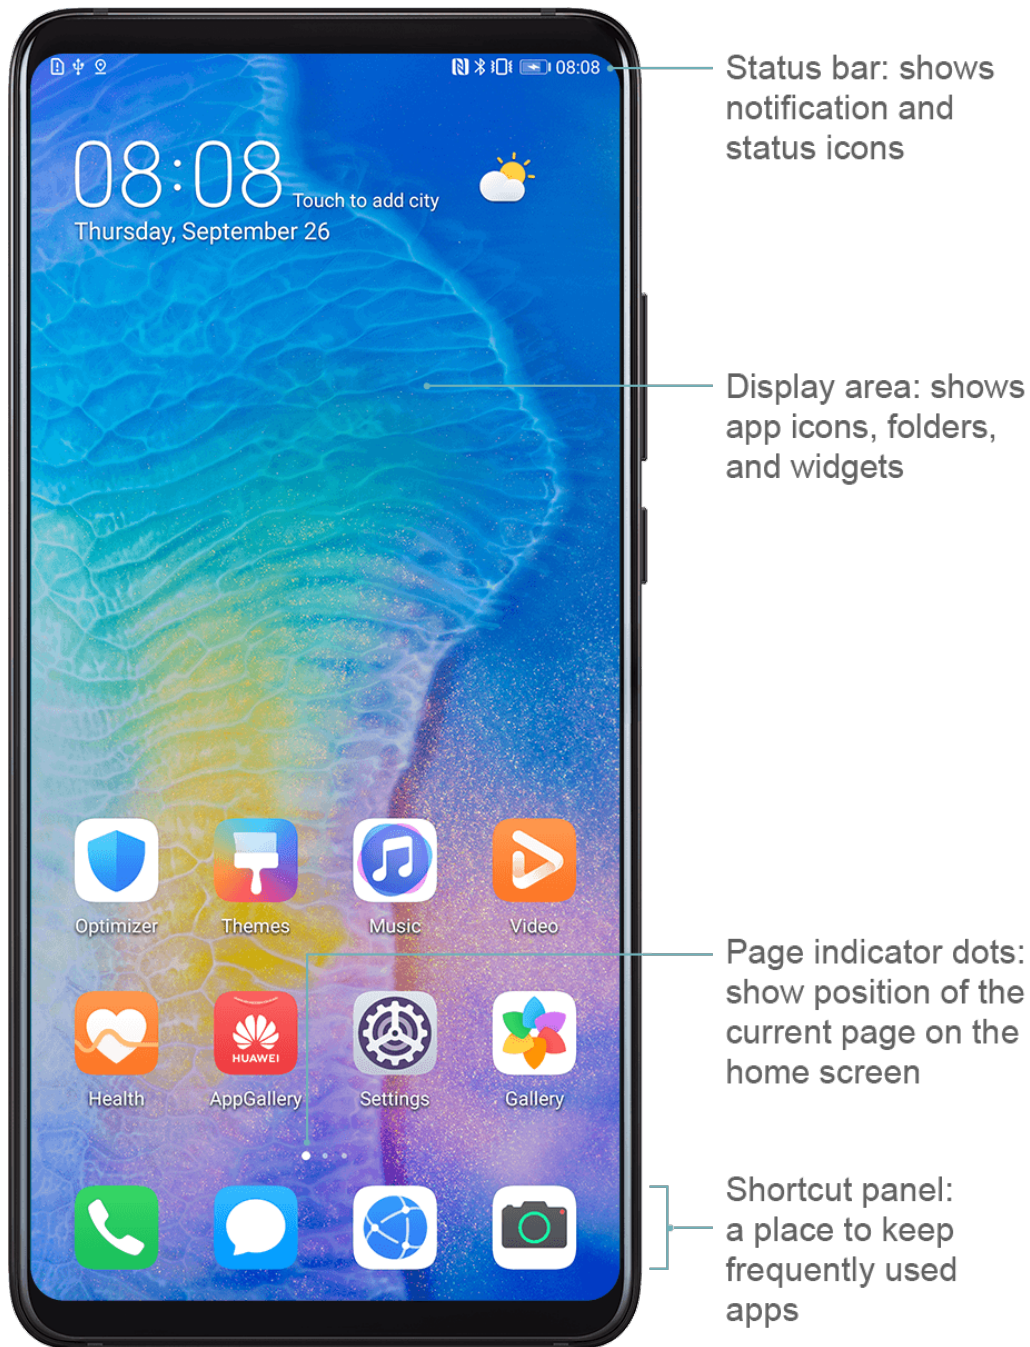 08:08
Status bar: shows
notification and
status icons
08:08
Touch to add city
Thursday, September 26
Display area: shows
app icons, folders,
and widgets
Optimizer
Themes
Music
Video
Page indicator dots:
show position of the
current page on the
home screen
HUAWEI
Health
AppGallery
Settings
Gallery
Shortcut panel:
a place to keep
frequently used
apps